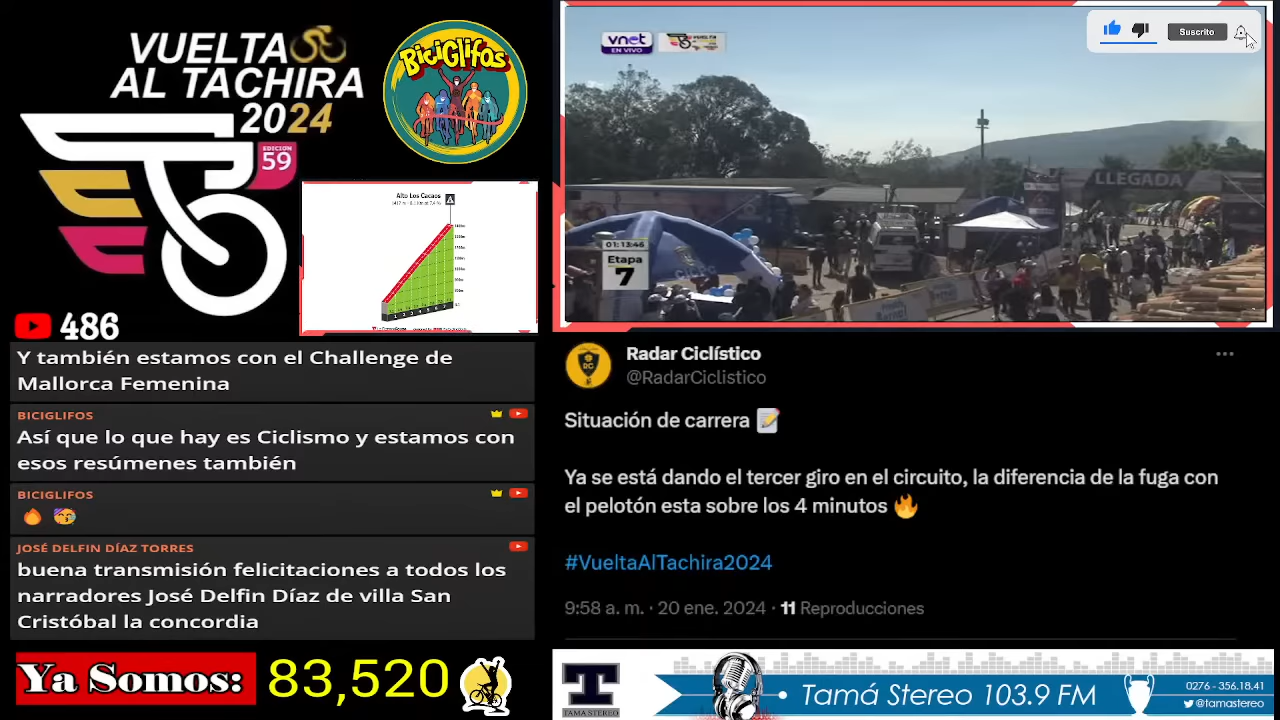 VUELTA
AL TACHIRA
2024
EDICION
59
BiciGlifos
Alto Los Cacaos
486
Y también estamos con el Challenge de
Mallorca Femenina
BICIGLIFOS
Así que lo que hay es Ciclismo y estamos con
esos resúmenes también
BICIGLIFOS
JOSÉ DELFIN DÍAZ TORRES
buena transmisión felicitaciones a todos los
narradores José Delfin Díaz de villa San
Cristóbal la concordia
Ya Somos: 83,520
vnet
EN VIVO
Suscrito
LLEGADA
01:13:46
Etapa
7
Radar Ciclístico
@RadarCiclistico
Situación de carrera
Ya se está dando el tercer giro en el circuito, la diferencia de la fuga con
el pelotón esta sobre los 4 minutos
#VueltaAlTachira2024
9:58 a. m. · 20 ene. 2024 · 11 Reproducciones
T
TAMA STEREO
Tamá Stereo 103.9 FM
0276 - 356.18.41
@tamastereo